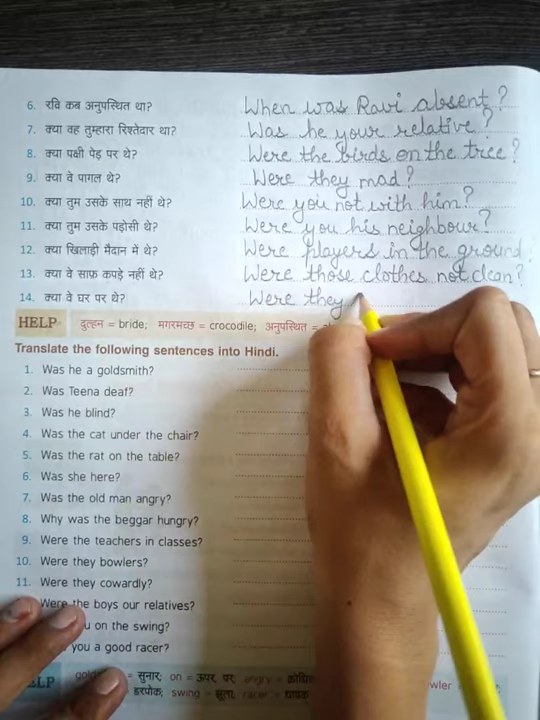 6. रवि कब अनुपस्थित था? When was Ravi absent?
7. क्या वह तुम्हारा रिश्तेदार था? Was he your relative?
8. क्या पक्षी पेड़ पर थे? Were the birds on the tree?
9. क्या वे पागल थे? Were they mad?
10. क्या तुम उसके साथ नहीं थे? Were you not with him?
11. क्या तुम उसके पड़ोसी थे? Were you his neighbour?
12. क्या खिलाड़ी मैदान में थे? Were players in the ground?
13. क्या वे साफ़ कपड़े नहीं थे? Were those clothes not clean?
14. क्या वे घर पर थे? Were they
HELP दुल्हन = bride; मगरमच्छ = crocodile; अनुपस्थित =
Translate the following sentences into Hindi.
1. Was he a goldsmith?
2. Was Teena deaf?
3. Was he blind?
4. Was the cat under the chair?
5. Was the rat on the table?
6. Was she here?
7. Was the old man angry?
8. Why was the beggar hungry?
9. Were the teachers in classes?
10. Were they bowlers?
11. Were they cowardly?
Were the boys our relatives?
on the swing?
you a good racer?
= सुनार; on = ऊपर, पर; angry =
= डरपोक; swing = झूला; racer = धावक